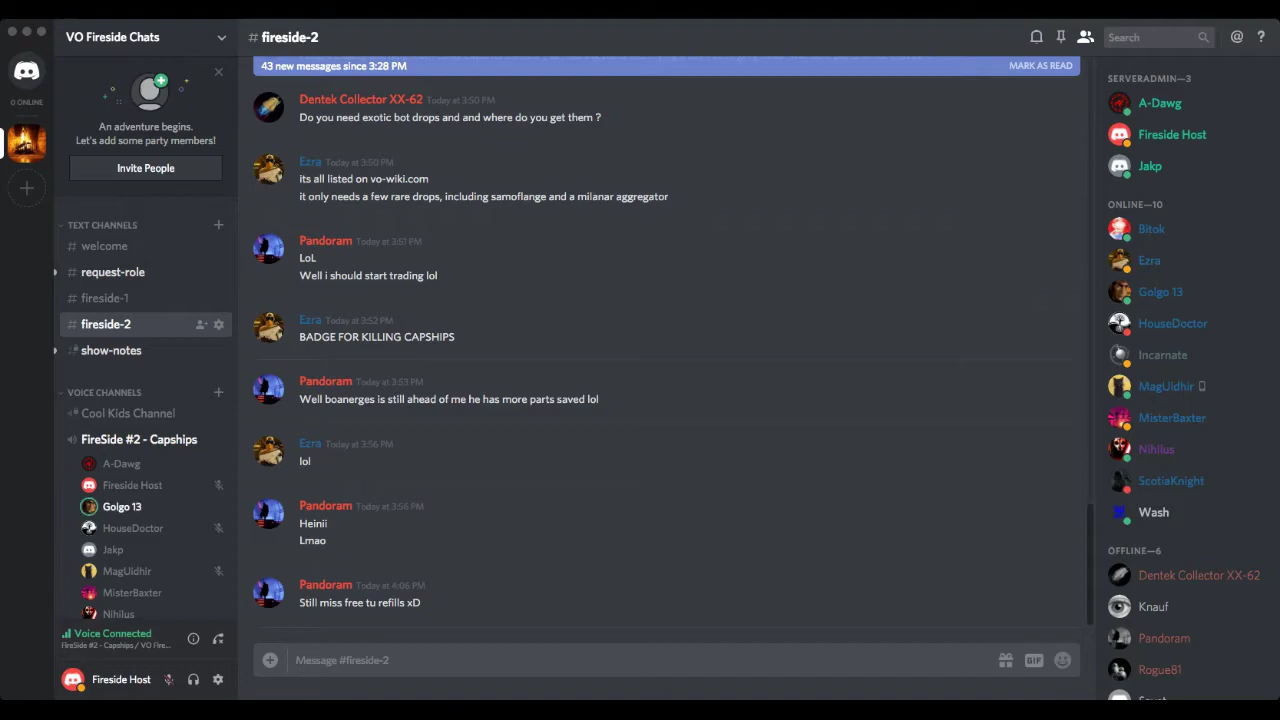 VO Fireside Chats
0 ONLINE
An adventure begins.
Let's add some party members!
Invite People
TEXT CHANNELS
# welcome
# request-role
# fireside-1
# fireside-2
# show-notes
VOICE CHANNELS
Cool Kids Channel
FireSide #2 - Capships
A-Dawg
Fireside Host
Golgo 13
HouseDoctor
Jakp
MagUidhir
MisterBaxter
Nihilus
Voice Connected
FireSide #2 - Capships / VO Fire...
Fireside Host
# fireside-2
Search
43 new messages since 3:28 PM
MARK AS READ
Dentek Collector XX-62 Today at 3:50 PM
Do you need exotic bot drops and and where do you get them ?
Ezra Today at 3:50 PM
its all listed on vo-wiki.com
it only needs a few rare drops, including samoflange and a milanar aggregator
Pandoram Today at 3:51 PM
LoL
Well i should start trading lol
Ezra Today at 3:52 PM
BADGE FOR KILLING CAPSHIPS
Pandoram Today at 3:53 PM
Well boanerges is still ahead of me he has more parts saved lol
Ezra Today at 3:56 PM
lol
Pandoram Today at 3:56 PM
Heinii
Lmao
Pandoram Today at 4:06 PM
Still miss free tu refills xD
Message #fireside-2
GIF
SERVERADMIN—3
A-Dawg
Fireside Host
Jakp
ONLINE—10
Bitok
Ezra
Golgo 13
HouseDoctor
Incarnate
MagUidhir
MisterBaxter
Nihilus
ScotiaKnight
Wash
OFFLINE—6
Dentek Collector XX-62
Knauf
Pandoram
Rogue81